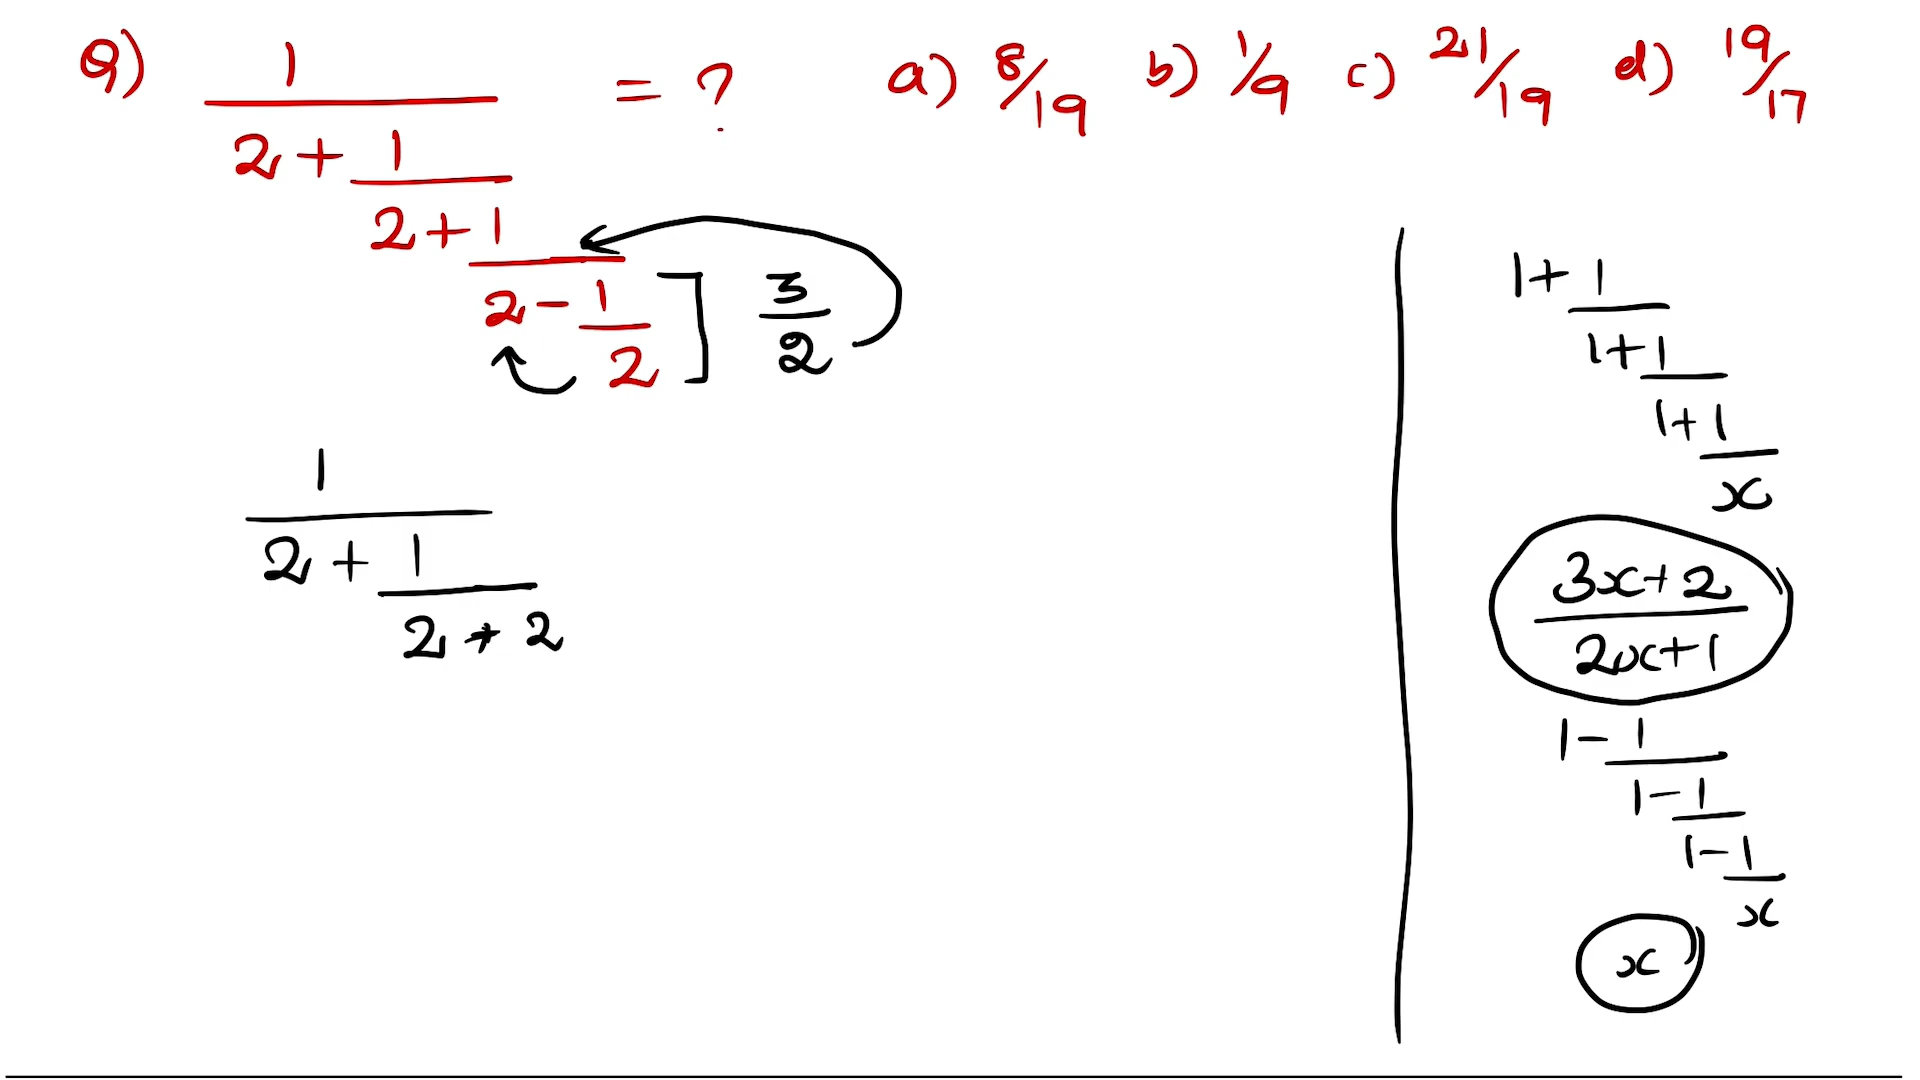 Q) 1 = ? a) 8/19 b) 1/9 c) 21/19 d) 19/17
2 + 1
2 + 1
2 - 1 ] 3
2 2
1
2 + 1
2 + 2
1 + 1
1 + 1
1 + 1
x
3x + 2
2x + 1
1 - 1
1 - 1
1 - 1
x
x